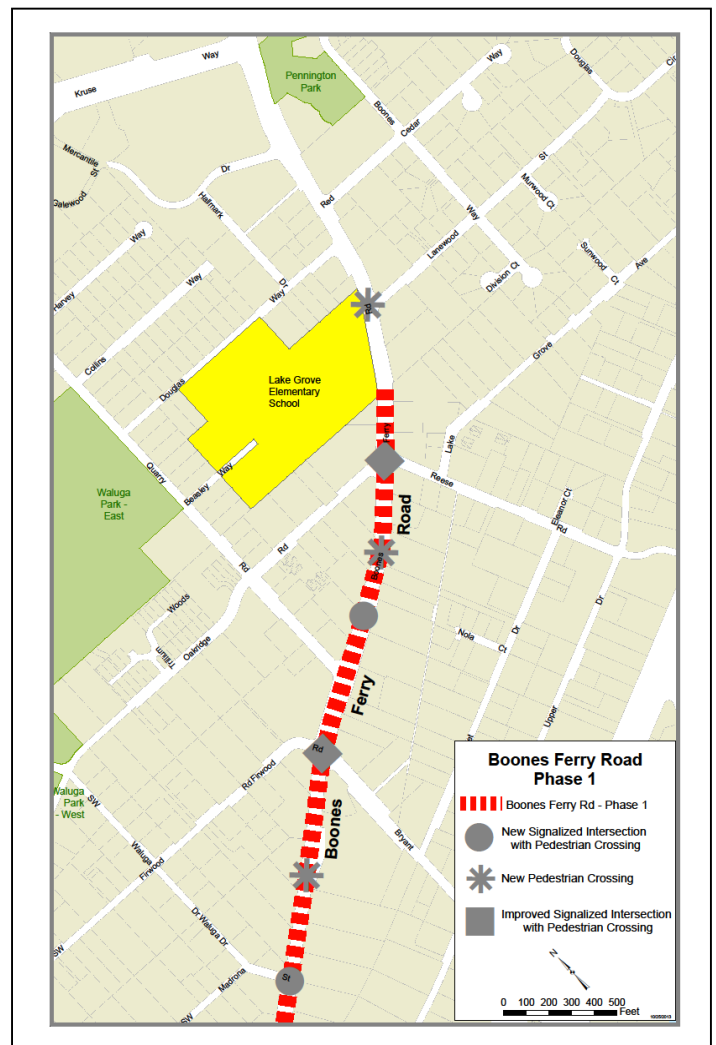 Way
Kruse
Pennington
Park
Boones
Way
Cedar
Red
Douglas
Cir
Mercantile
St
Galewood
Dr
Hallmark
Dr
Way
Harvey
Way
Collins
Way
Douglas
St
Lanewood
Murwood Ct
Way
Division Ct
Sunwood
Ct
Ave
Grove
Lake
Rd
Lake Grove
Elementary
School
Ferry
Quarry
Rd
Beasley
Way
Waluga
Park -
East
Reese
Rd
Road
Boones
Eleanor Ct
Rd
Oakridge
Woods
Trillium
Nola
Ct
Dr
Dr
Upper
Ferry
Rd
Rd Firwood
Firwood
Bryant
Waluga
Park
- West
SW
Waluga
Dr Waluga Dr
Boones
Madrona
St
SW
SW
Boones Ferry Road
Phase 1
Boones Ferry Rd - Phase 1
New Signalized Intersection
with Pedestrian Crossing
New Pedestrian Crossing
Improved Signalized Intersection
with Pedestrian Crossing
N
0 100 200 300 400 500
Feet